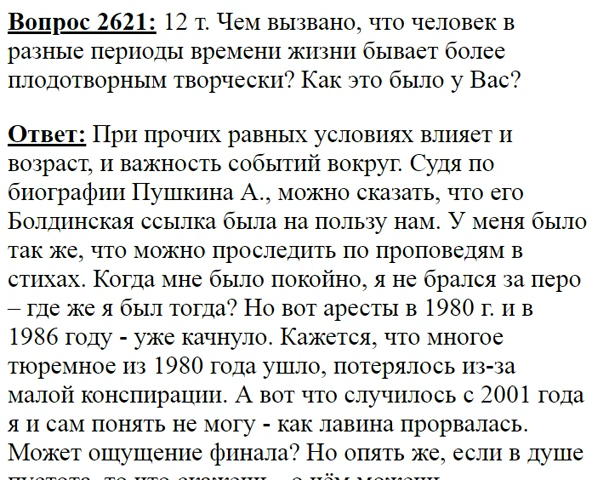 Вопрос 2621: 12 т. Чем вызвано, что человек в
разные периоды времени жизни бывает более
плодотворным творчески? Как это было у Вас?
Ответ: При прочих равных условиях влияет и
возраст, и важность событий вокруг. Судя по
биографии Пушкина А., можно сказать, что его
Болдинская ссылка была на пользу нам. У меня было
так же, что можно проследить по проповедям в
стихах. Когда мне было покойно, я не брался за перо
– где же я был тогда? Но вот аресты в 1980 г. и в
1986 году - уже качнуло. Кажется, что многое
тюремное из 1980 года ушло, потерялось из-за
малой конспирации. А вот что случилось с 2001 года
я и сам понять не могу - как лавина прорвалась.
Может ощущение финала? Но опять же, если в душе